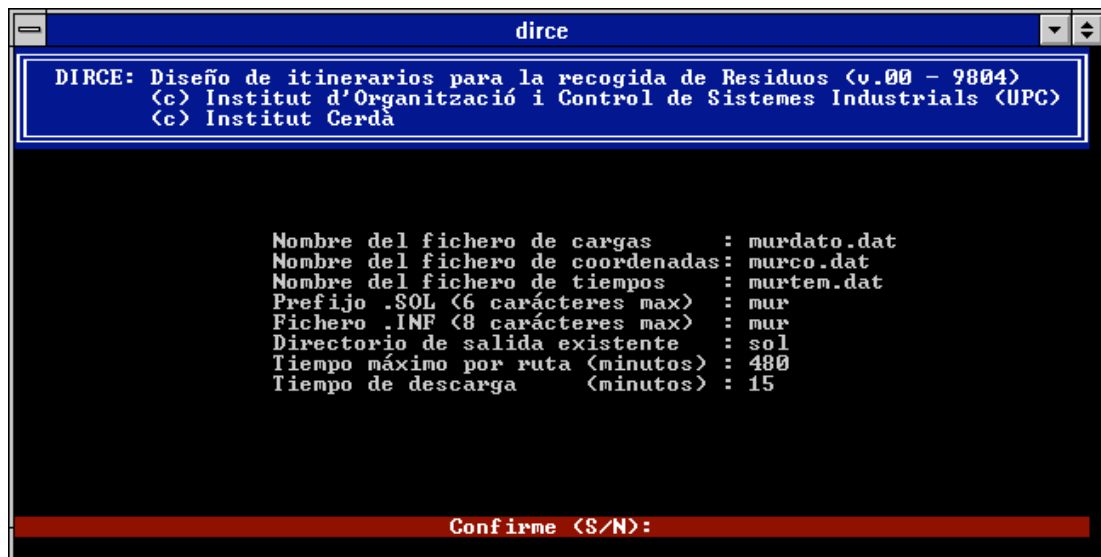 dirce
DIRCE: Diseño de itinerarios para la recogida de Residuos (v.00 - 9804)
(c) Institut d'Organització i Control de Sistemes Industrials (UPC)
(c) Institut Cerdà
Nombre del fichero de cargas : murdato.dat
Nombre del fichero de coordenadas: murco.dat
Nombre del fichero de tiempos : murtem.dat
Prefijo .SOL (6 carácteres max) : mur
Fichero .INF (8 carácteres max) : mur
Directorio de salida existente : sol
Tiempo máximo por ruta (minutos) : 480
Tiempo de descarga (minutos) : 15
Confirme (S/N):